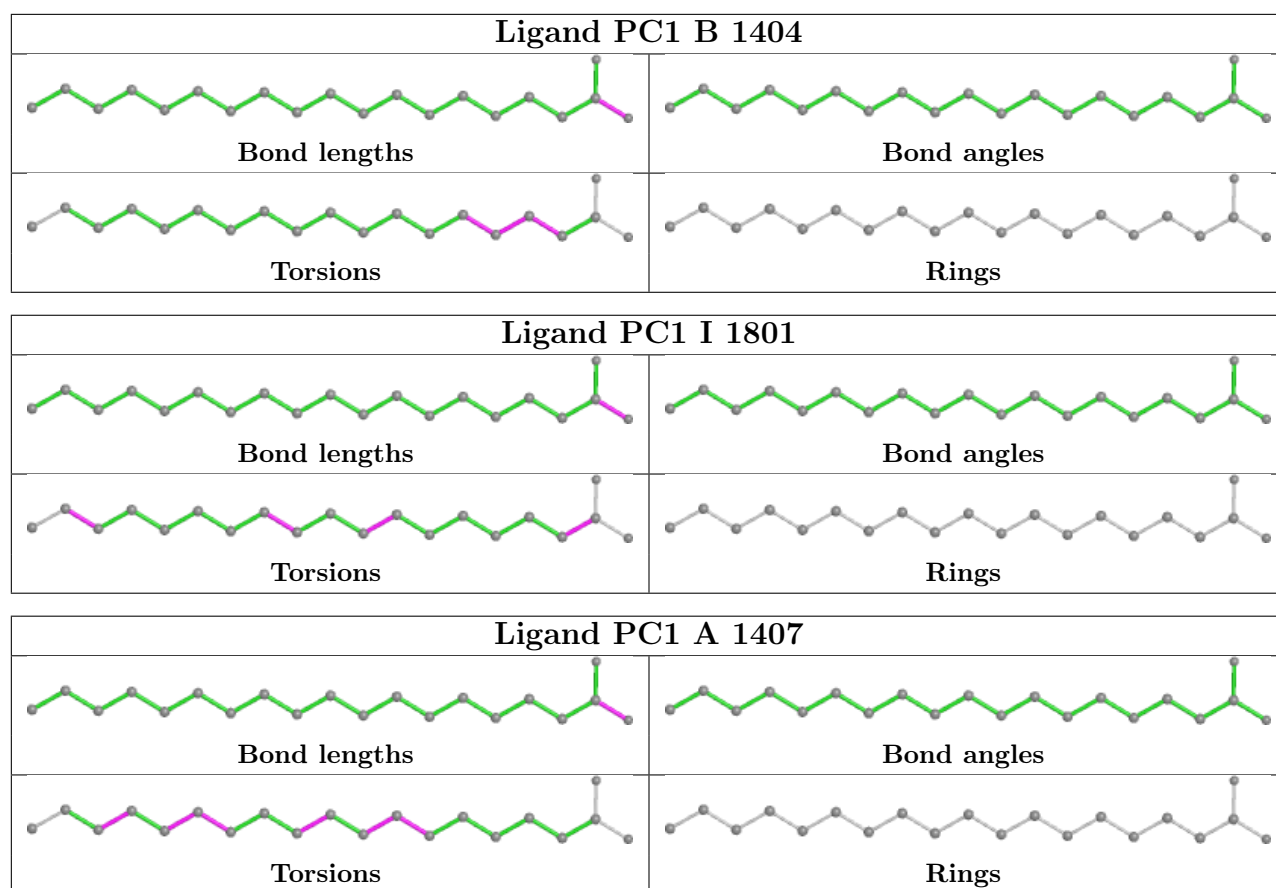 Ligand PC1 B 1404
Bond lengths
Bond angles
Torsions
Rings
Ligand PC1 I 1801
Bond lengths
Bond angles
Torsions
Rings
Ligand PC1 A 1407
Bond lengths
Bond angles
Torsions
Rings